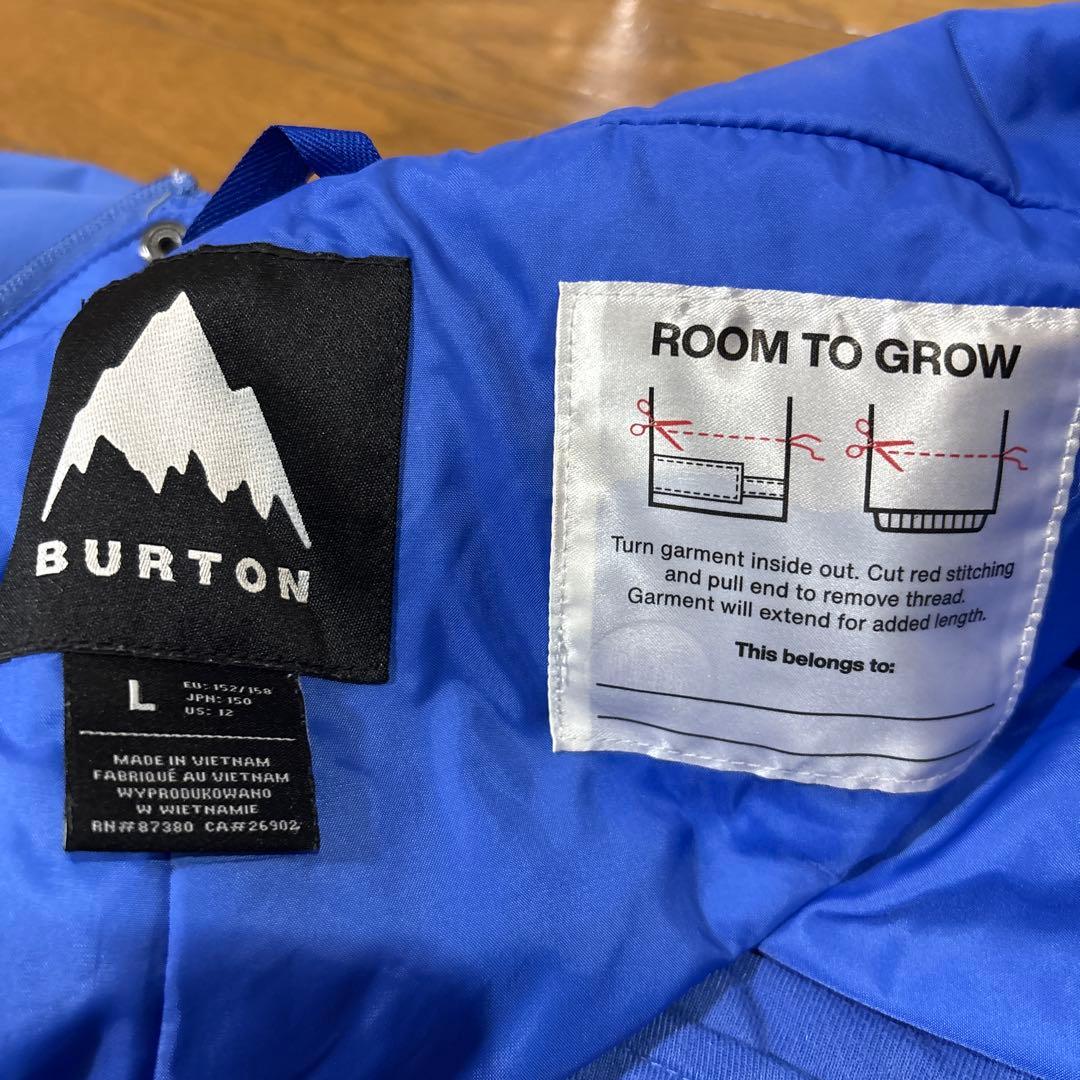 BURTON
L
EU: 152/158
JPN: 150
US: 12
MADE IN VIETNAM
FABRIQUÉ AU VIETNAM
WYPRODUKOWANO
W WIETNAMIE
RN#87380 CA#26902
ROOM TO GROW
Turn garment inside out. Cut red stitching
and pull end to remove thread.
Garment will extend for added length.
This belongs to: